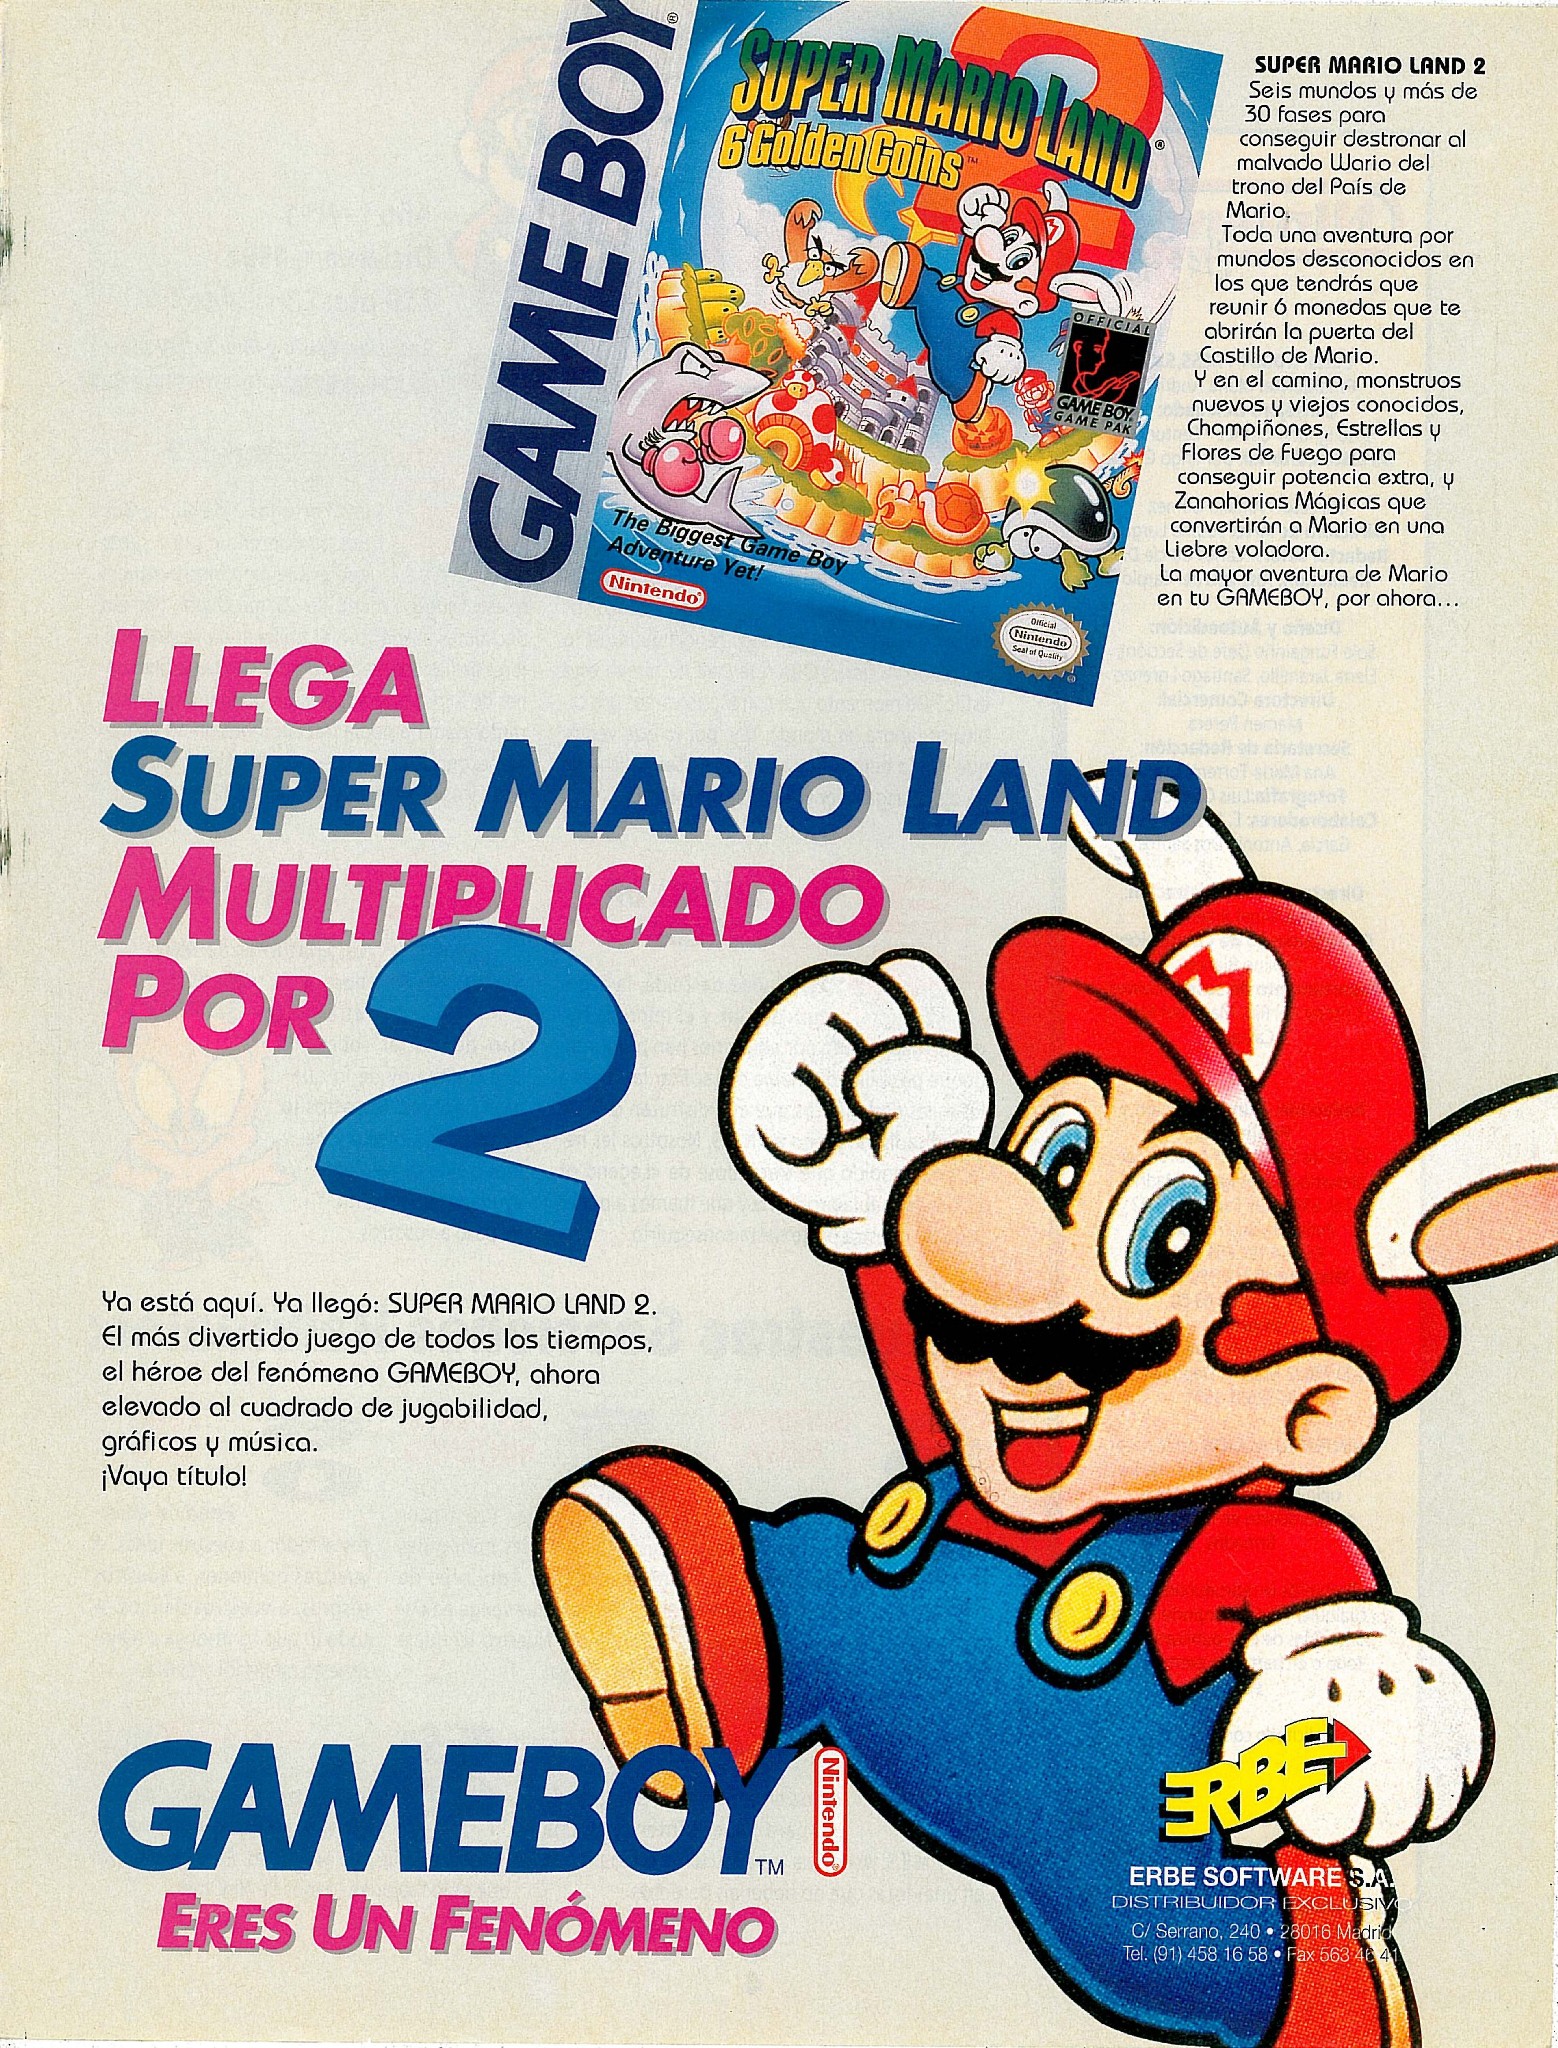 GAME BOY®
2
SUPER MARIO LAND®
6 Golden Coins™
OFFICIAL
GAME BOY
GAME PAK
The Biggest Game Boy
Adventure Yet!
Nintendo®
Official
Nintendo
Seal of Quality
SUPER MARIO LAND 2
Seis mundos y más de
30 fases para
conseguir destronar al
malvado Wario del
trono del País de
Mario.
Toda una aventura por
mundos desconocidos en
los que tendrás que
reunir 6 monedas que te
abrirán la puerta del
Castillo de Mario.
Y en el camino, monstruos
nuevos y viejos conocidos,
Champiñones, Estrellas y
Flores de Fuego para
conseguir potencia extra, y
Zanahorias Mágicas que
convertirán a Mario en una
Liebre voladora.
La mayor aventura de Mario
en tu GAMEBOY, por ahora...
LLEGA
SUPER MARIO LAND
MULTIPLICADO
POR 2
M
Ya está aquí. Ya llegó: SUPER MARIO LAND 2.
El más divertido juego de todos los tiempos,
el héroe del fenómeno GAMEBOY, ahora
elevado al cuadrado de jugabilidad,
gráficos y música.
¡Vaya título!
GAMEBOY™
Nintendo®
ERES UN FENÓMENO
ERBE
ERBE SOFTWARE S.A.
DISTRIBUIDOR EXCLUSIVO
C/ Serrano, 240 • 28016 Madrid
Tel. (91) 458 16 58 • Fax 563 46 41